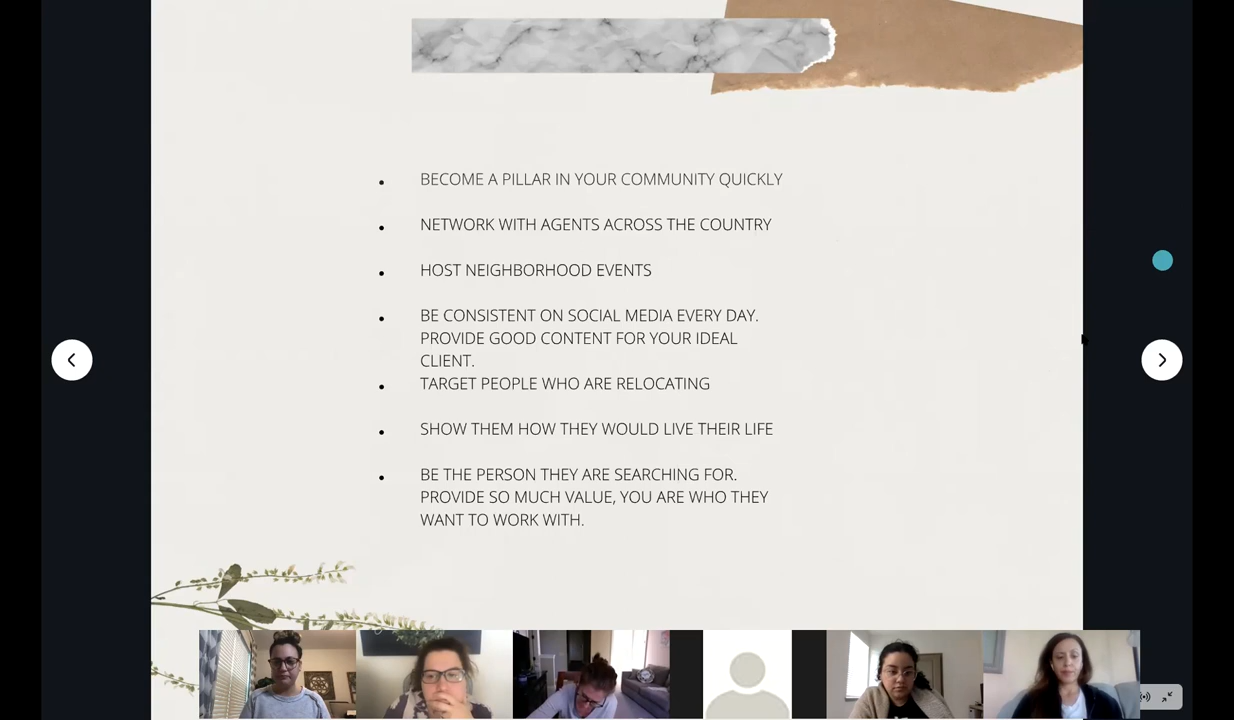 BECOME A PILLAR IN YOUR COMMUNITY QUICKLY
NETWORK WITH AGENTS ACROSS THE COUNTRY
HOST NEIGHBORHOOD EVENTS
BE CONSISTENT ON SOCIAL MEDIA EVERY DAY.
PROVIDE GOOD CONTENT FOR YOUR IDEAL
CLIENT.
TARGET PEOPLE WHO ARE RELOCATING
SHOW THEM HOW THEY WOULD LIVE THEIR LIFE
BE THE PERSON THEY ARE SEARCHING FOR.
PROVIDE SO MUCH VALUE, YOU ARE WHO THEY
WANT TO WORK WITH.